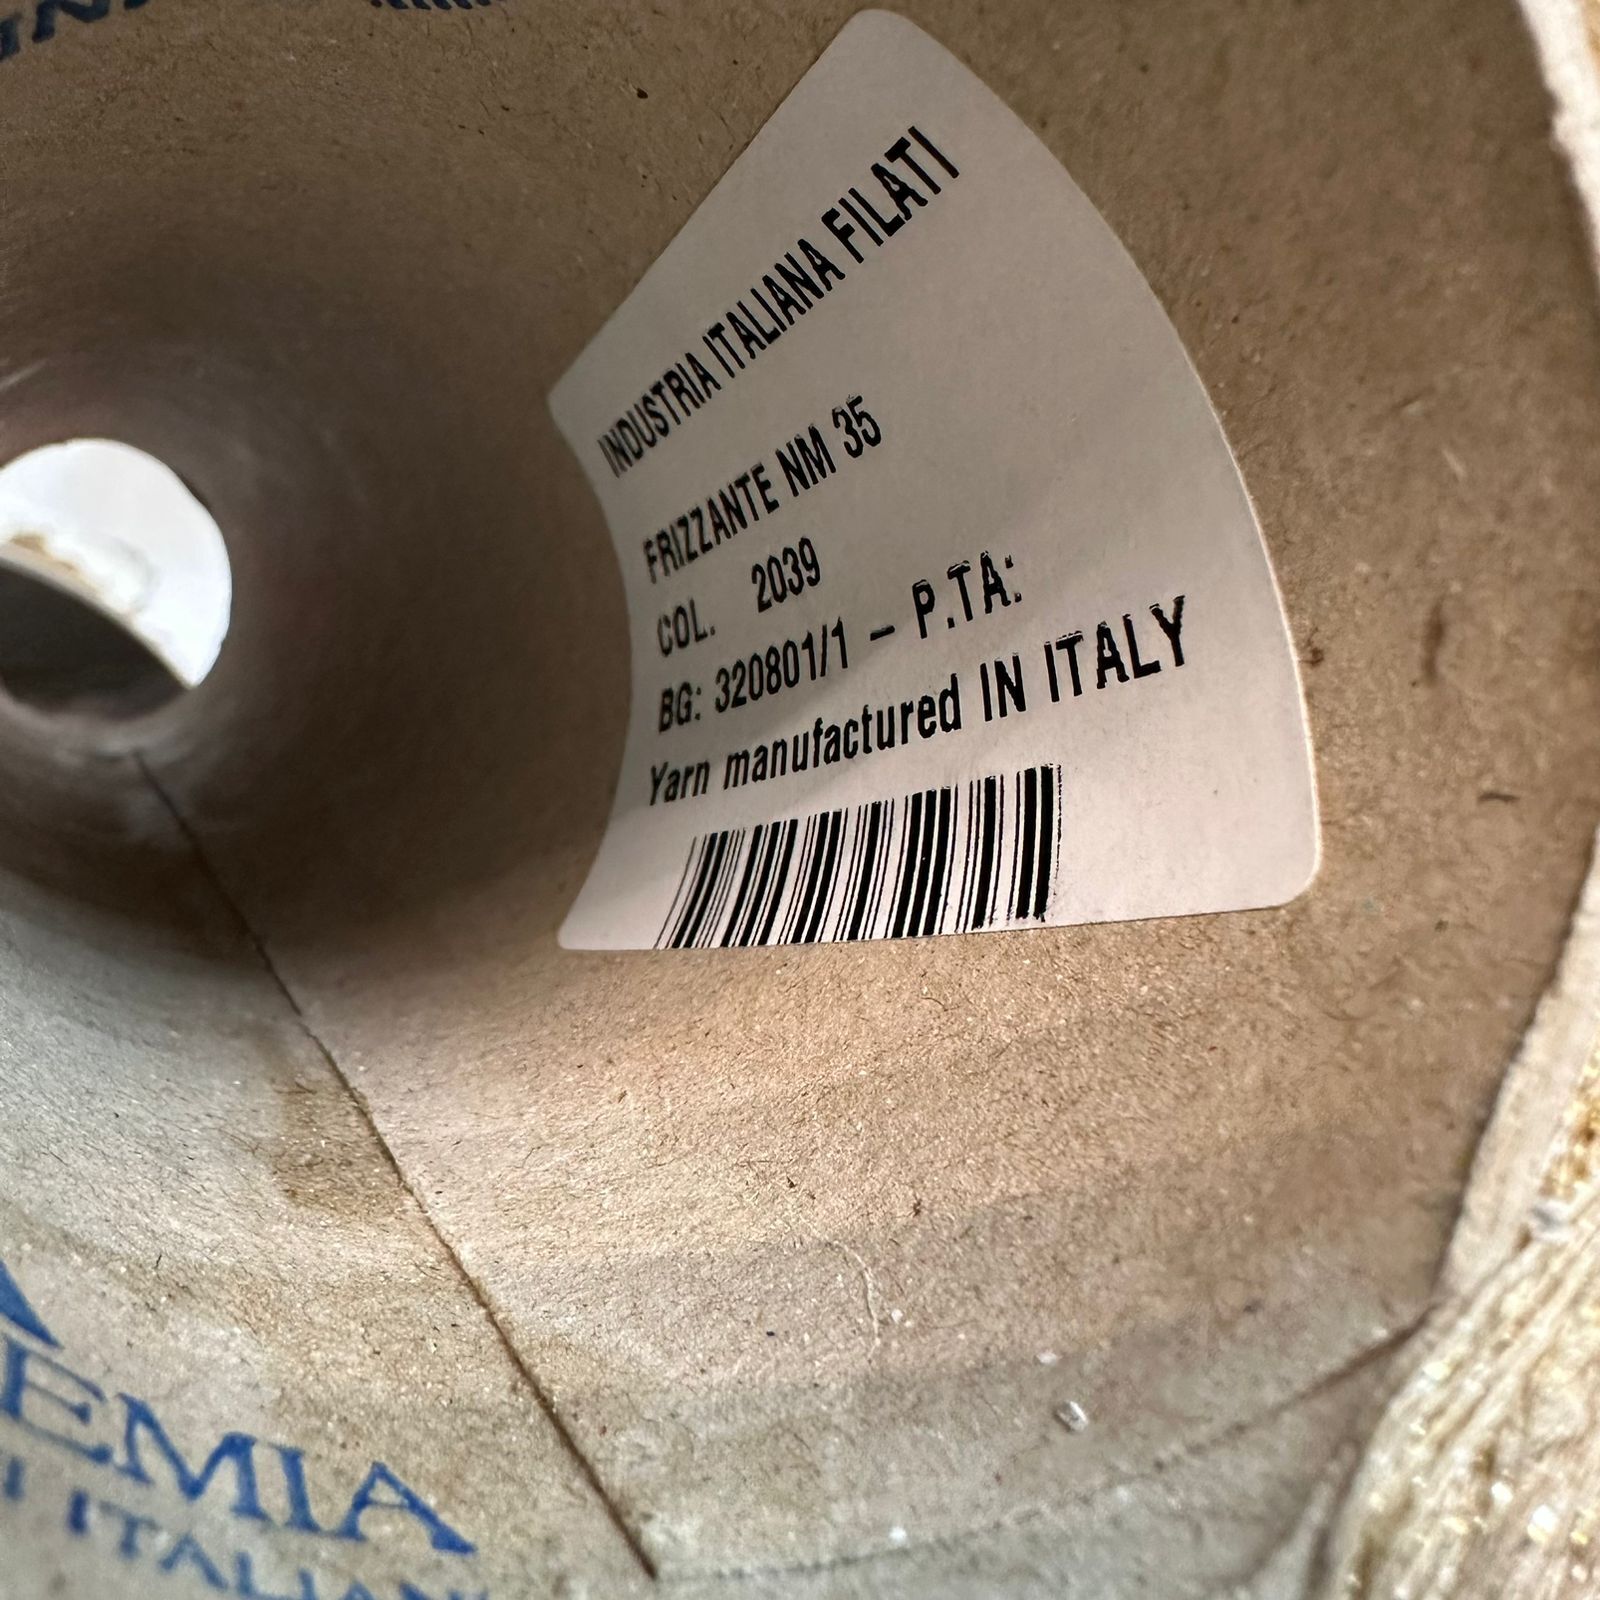 INDUSTRIA ITALIANA FILATI
FRIZZANTE NM 35
COL. 2039
BG: 320801/1 – P.TA:
Yarn manufactured IN ITALY
EMIA